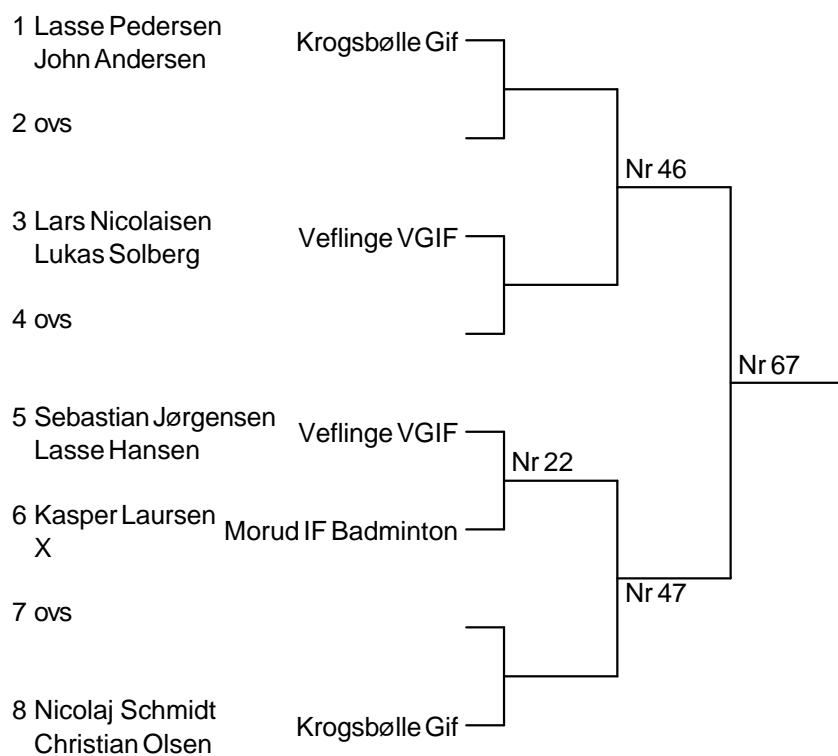 1 Lasse Pedersen
John Andersen
Krogsbølle Gif
2 ovs
Nr 46
3 Lars Nicolaisen
Lukas Solberg
Veflinge VGIF
4 ovs
Nr 67
5 Sebastian Jørgensen
Lasse Hansen
Veflinge VGIF
Nr 22
6 Kasper Laursen
X
Morud IF Badminton
Nr 47
7 ovs
8 Nicolaj Schmidt
Christian Olsen
Krogsbølle Gif